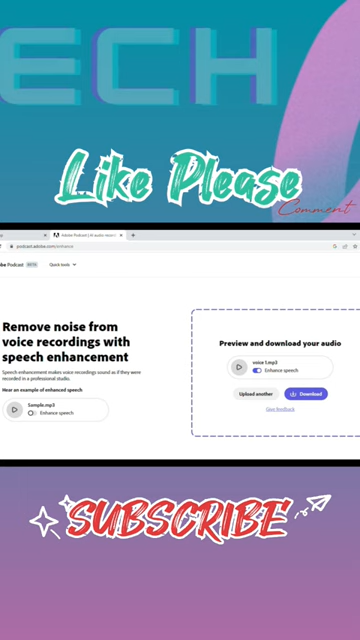 ECH
Like Please
Comment
Adobe Podcast | AI audio recor
podcast.adobe.com/enhance
Podcast BETA Quick tools
Remove noise from
voice recordings with
speech enhancement
Speech enhancement makes voice recordings sound as if they were
recorded in a professional studio.
Hear an example of enhanced speech
Sample.mp3
Enhance speech
Preview and download your audio
voice 1.mp3
Enhance speech
Upload another Download
Give feedback
SUBSCRIBE